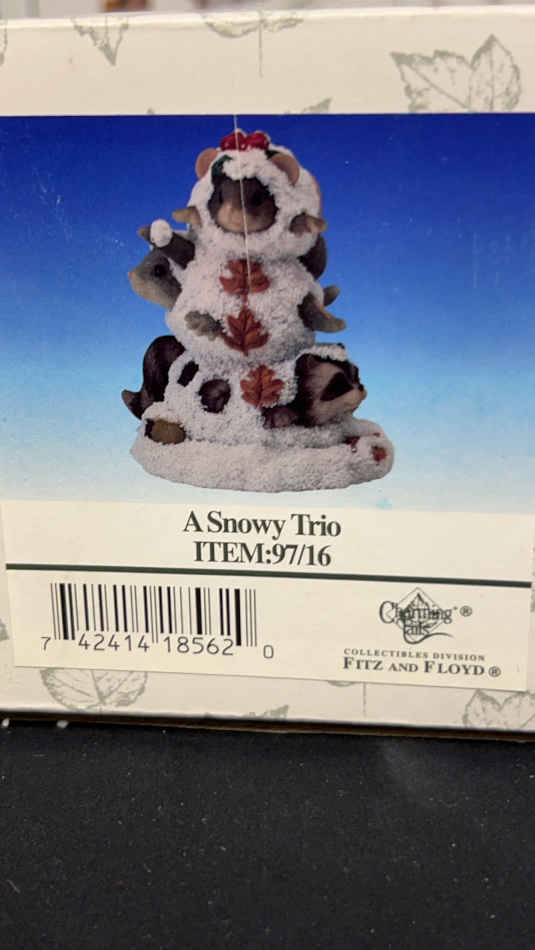 A Snowy Trio
ITEM:97/16
7 42414 18562 0
Charming Tails ®
COLLECTIBLES DIVISION
FITZ AND FLOYD ®